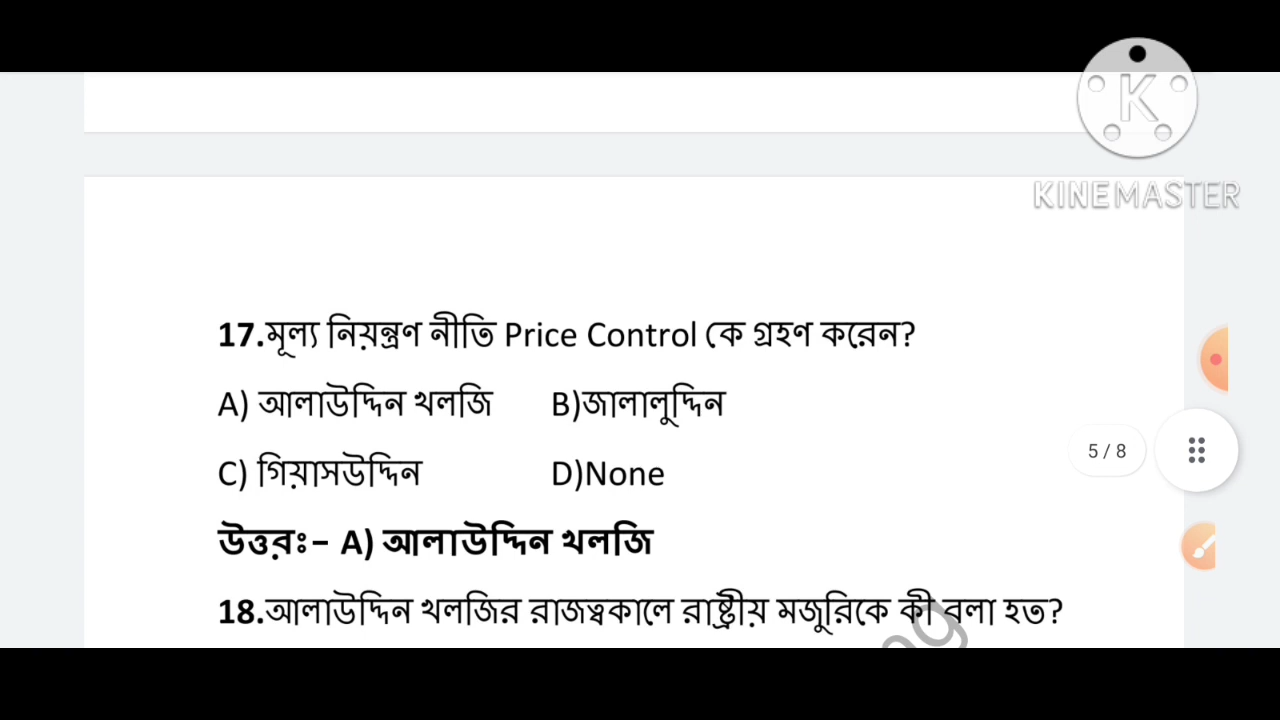 K
KINEMASTER
17.মূল্য নিয়ন্ত্রণ নীতি Price Control কে গ্রহণ করেন?
A) আলাউদ্দিন খলজি B)জালালুদ্দিন
C) গিয়াসউদ্দিন D)None
5 / 8
উত্তরঃ– A) আলাউদ্দিন খলজি
18.আলাউদ্দিন খলজির রাজত্বকালে রাষ্ট্রীয় মজুরিকে কী বলা হত?
ng